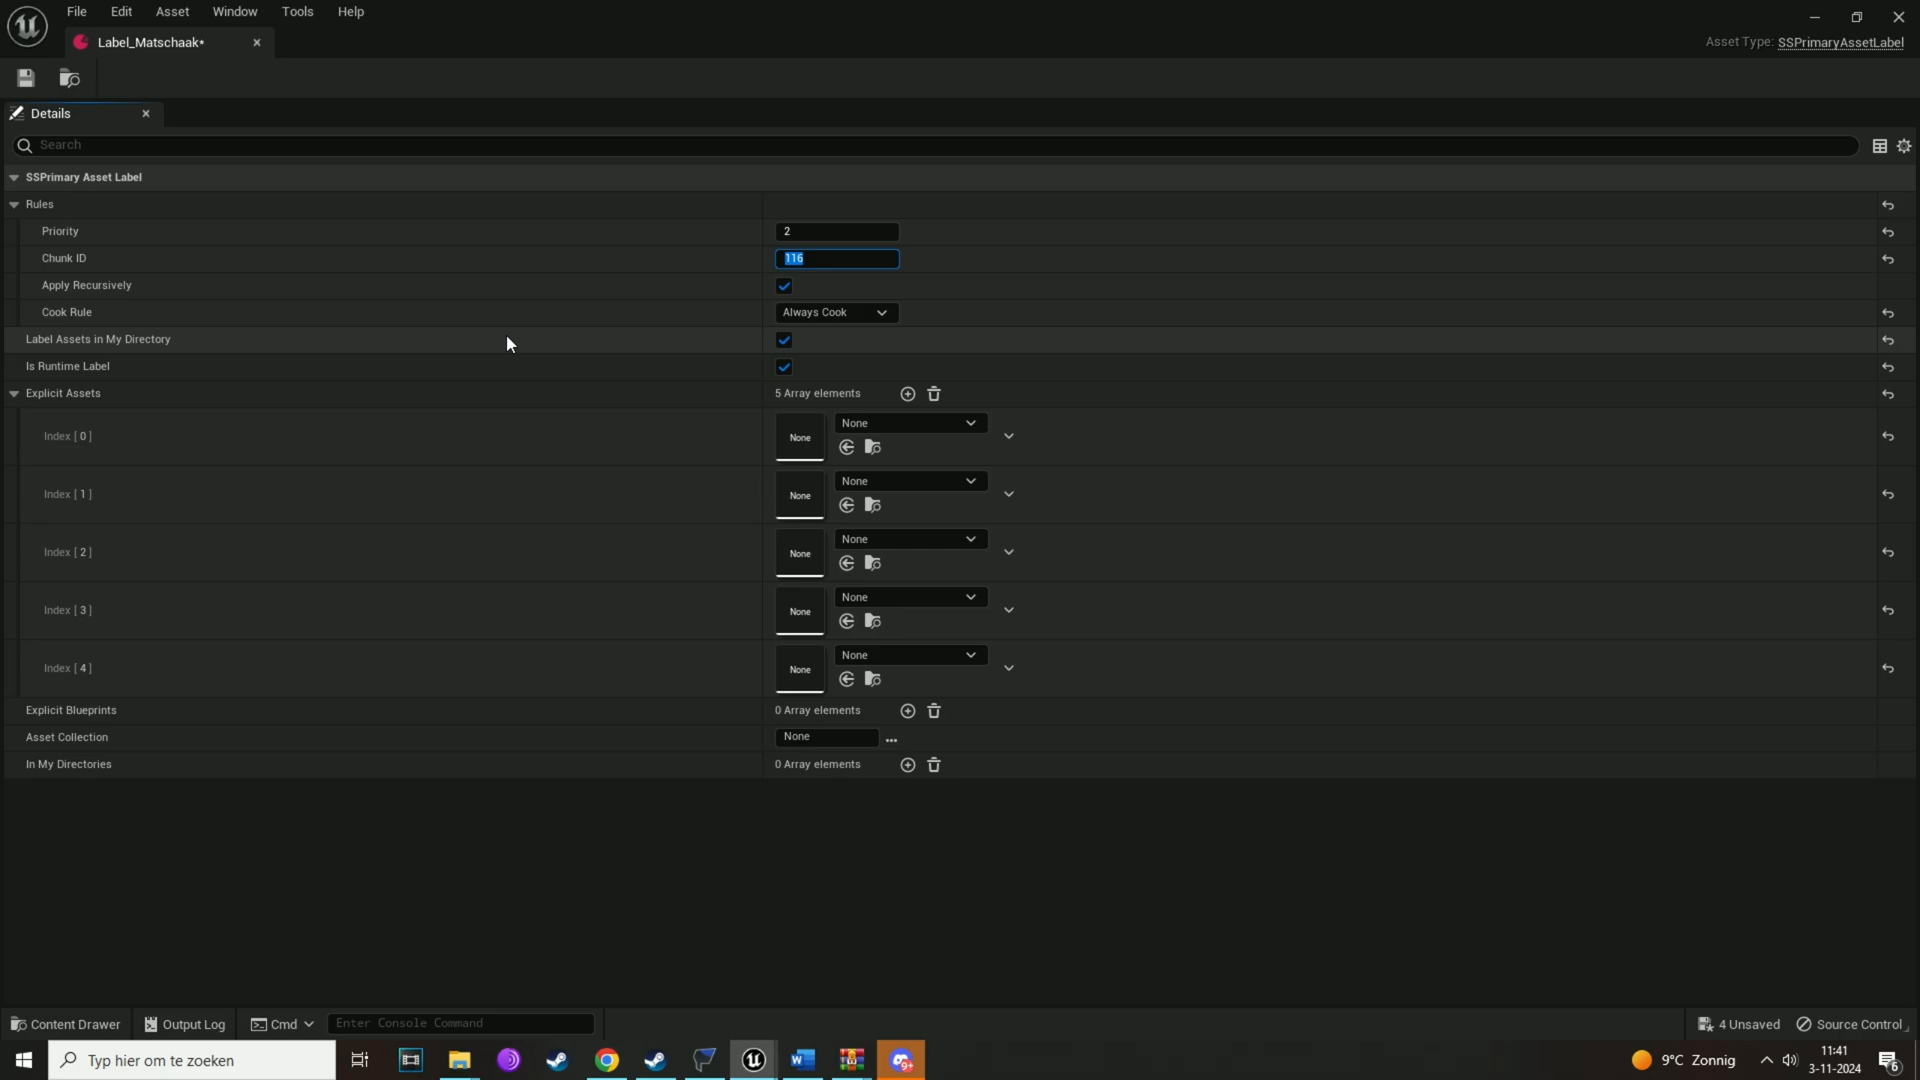 File Edit Asset Window Tools Help
Label_Matschaak*
Asset Type: SSPrimaryAssetLabel
Details
Search
SSPrimary Asset Label
Rules
Priority 2
Chunk ID 116
Apply Recursively
Cook Rule Always Cook
Label Assets in My Directory
Is Runtime Label
Explicit Assets 5 Array elements
Index [ 0 ] None None
Index [ 1 ] None None
Index [ 2 ] None None
Index [ 3 ] None None
Index [ 4 ] None None
Explicit Blueprints 0 Array elements
Asset Collection None ...
In My Directories 0 Array elements
Content Drawer Output Log Cmd Enter Console Command 4 Unsaved Source Control
Typ hier om te zoeken 9+ 9°C Zonnig 11:41
3-11-2024 6